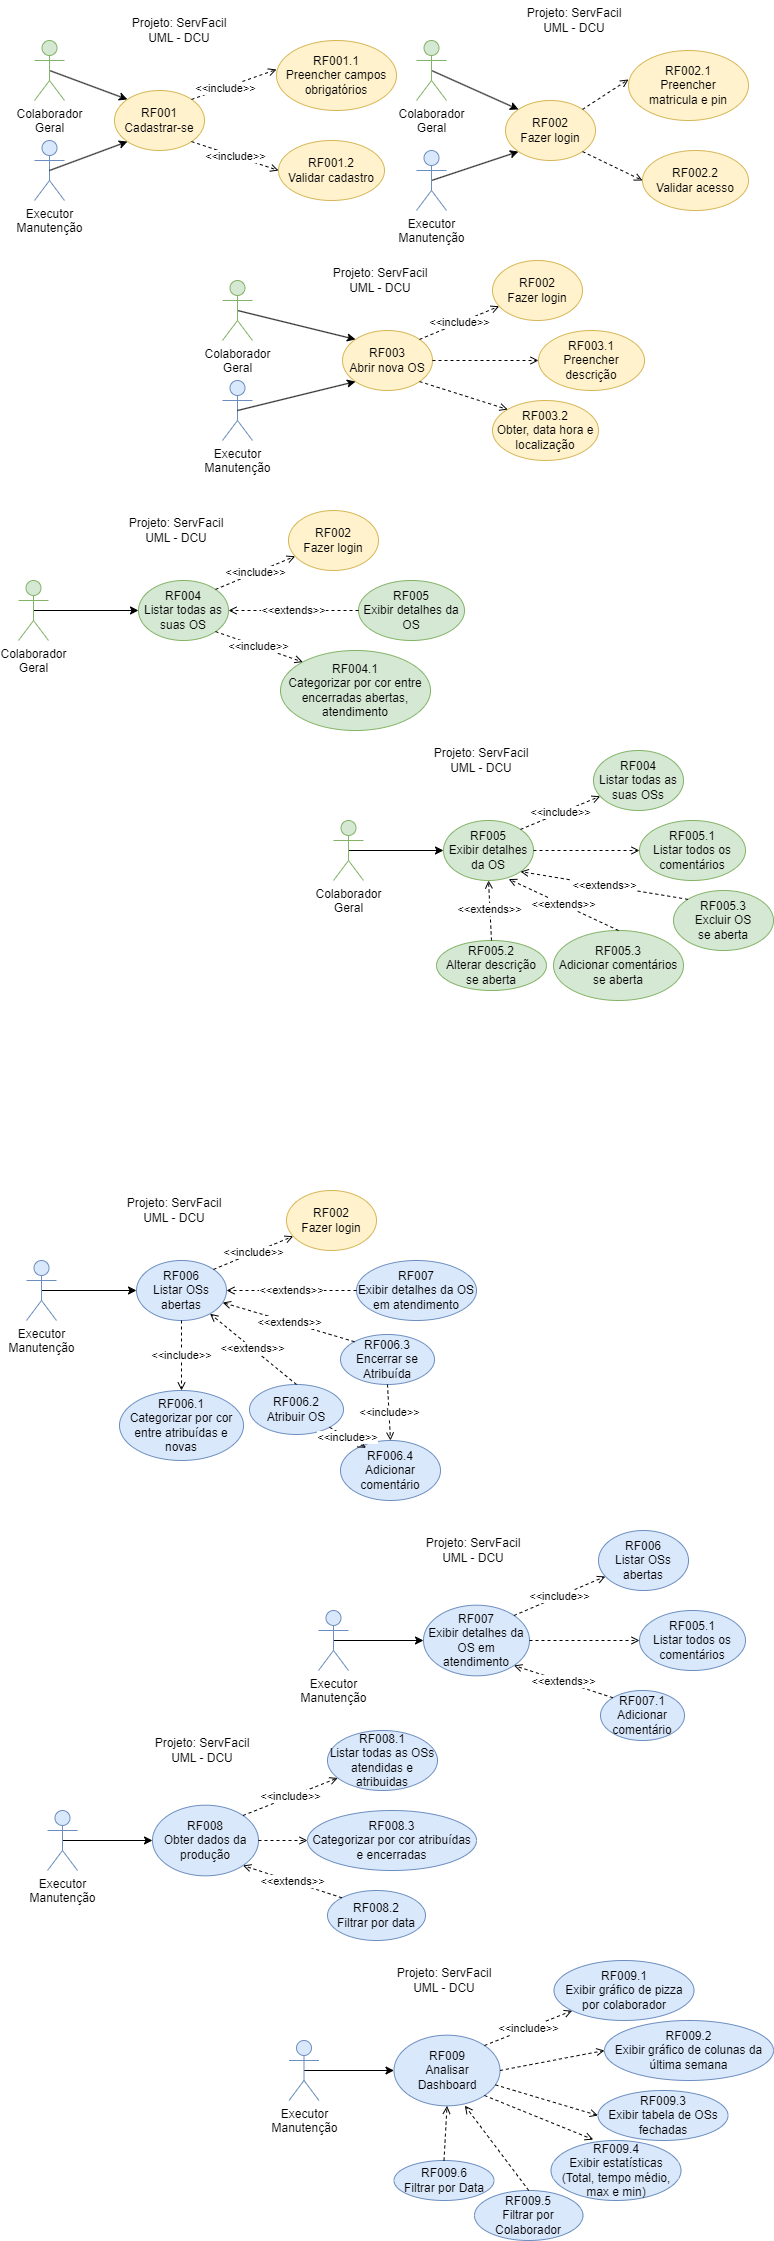 Projeto: ServFacil
UML - DCU
Colaborador
Geral
Executor
Manutenção
RF001
Cadastrar-se
<<include>>
RF001.1
Preencher campos
obrigatórios
<<include>>
RF001.2
Validar cadastro
Projeto: ServFacil
UML - DCU
Colaborador
Geral
Executor
Manutenção
RF002
Fazer login
RF002.1
Preencher
matricula e pin
RF002.2
Validar acesso
Projeto: ServFacil
UML - DCU
Colaborador
Geral
Executor
Manutenção
RF003
Abrir nova OS
<<include>>
RF002
Fazer login
RF003.1
Preencher
descrição
RF003.2
Obter, data hora e
localização
Projeto: ServFacil
UML - DCU
Colaborador
Geral
RF004
Listar todas as
suas OS
<<include>>
RF002
Fazer login
<<extends>>
RF005
Exibir detalhes da
OS
<<include>>
RF004.1
Categorizar por cor entre
encerradas abertas,
atendimento
Projeto: ServFacil
UML - DCU
Colaborador
Geral
RF005
Exibir detalhes
da OS
<<include>>
RF004
Listar todas as
suas OSs
RF005.1
Listar todos os
comentários
<<extends>>
RF005.3
Excluir OS
se aberta
<<extends>>
RF005.3
Adicionar comentários
se aberta
<<extends>>
RF005.2
Alterar descrição
se aberta
Projeto: ServFacil
UML - DCU
Executor
Manutenção
RF006
Listar OSs
abertas
<<include>>
RF002
Fazer login
<<extends>>
RF007
Exibir detalhes da OS
em atendimento
<<extends>>
RF006.3
Encerrar se
Atribuída
<<extends>>
RF006.2
Atribuir OS
<<include>>
RF006.1
Categorizar por cor
entre atribuídas e
novas
<<include>>
<<include>>
RF006.4
Adicionar
comentário
Projeto: ServFacil
UML - DCU
Executor
Manutenção
RF007
Exibir detalhes da
OS em
atendimento
<<include>>
RF006
Listar OSs
abertas
RF005.1
Listar todos os
comentários
<<extends>>
RF007.1
Adicionar
comentário
Projeto: ServFacil
UML - DCU
Executor
Manutenção
RF008
Obter dados da
produção
<<include>>
RF008.1
Listar todas as OSs
atendidas e
atribuidas
RF008.3
Categorizar por cor atribuídas
e encerradas
<<extends>>
RF008.2
Filtrar por data
Projeto: ServFacil
UML - DCU
Executor
Manutenção
RF009
Analisar
Dashboard
<<include>>
RF009.1
Exibir gráfico de pizza
por colaborador
RF009.2
Exibir gráfico de colunas da
última semana
RF009.3
Exibir tabela de OSs
fechadas
RF009.4
Exibir estatísticas
(Total, tempo médio,
max e min)
RF009.6
Filtrar por Data
RF009.5
Filtrar por
Colaborador